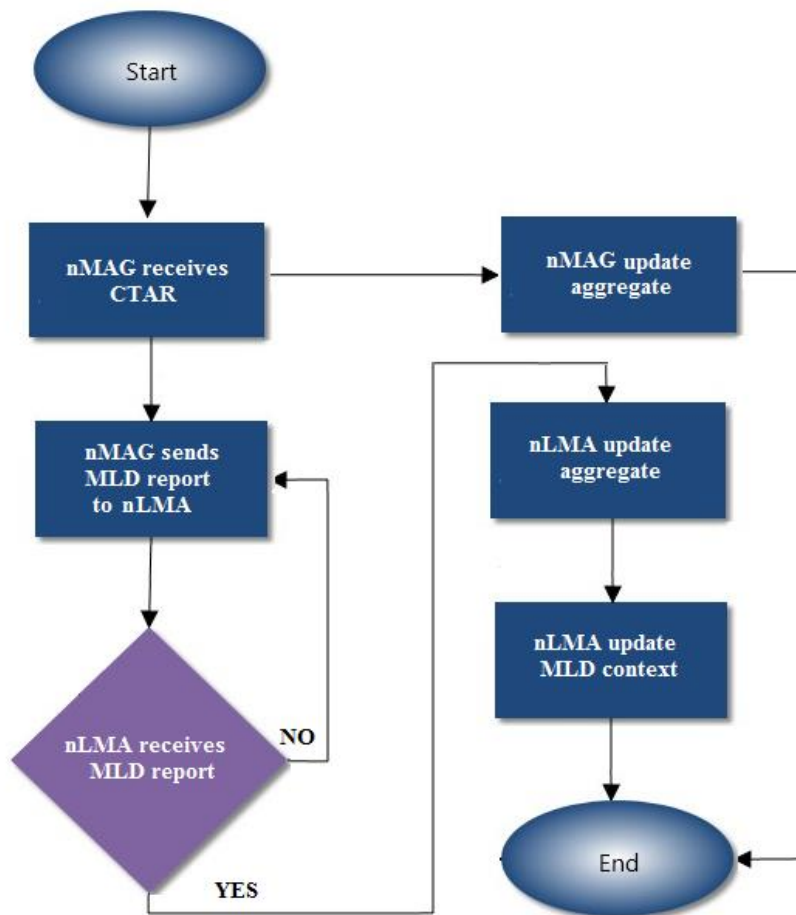 Start
nMAG receives
CTAR
nMAG update
aggregate
nMAG sends
MLD report
to nLMA
nLMA update
aggregate
nLMA receives
MLD report
NO
nLMA update
MLD context
YES
End